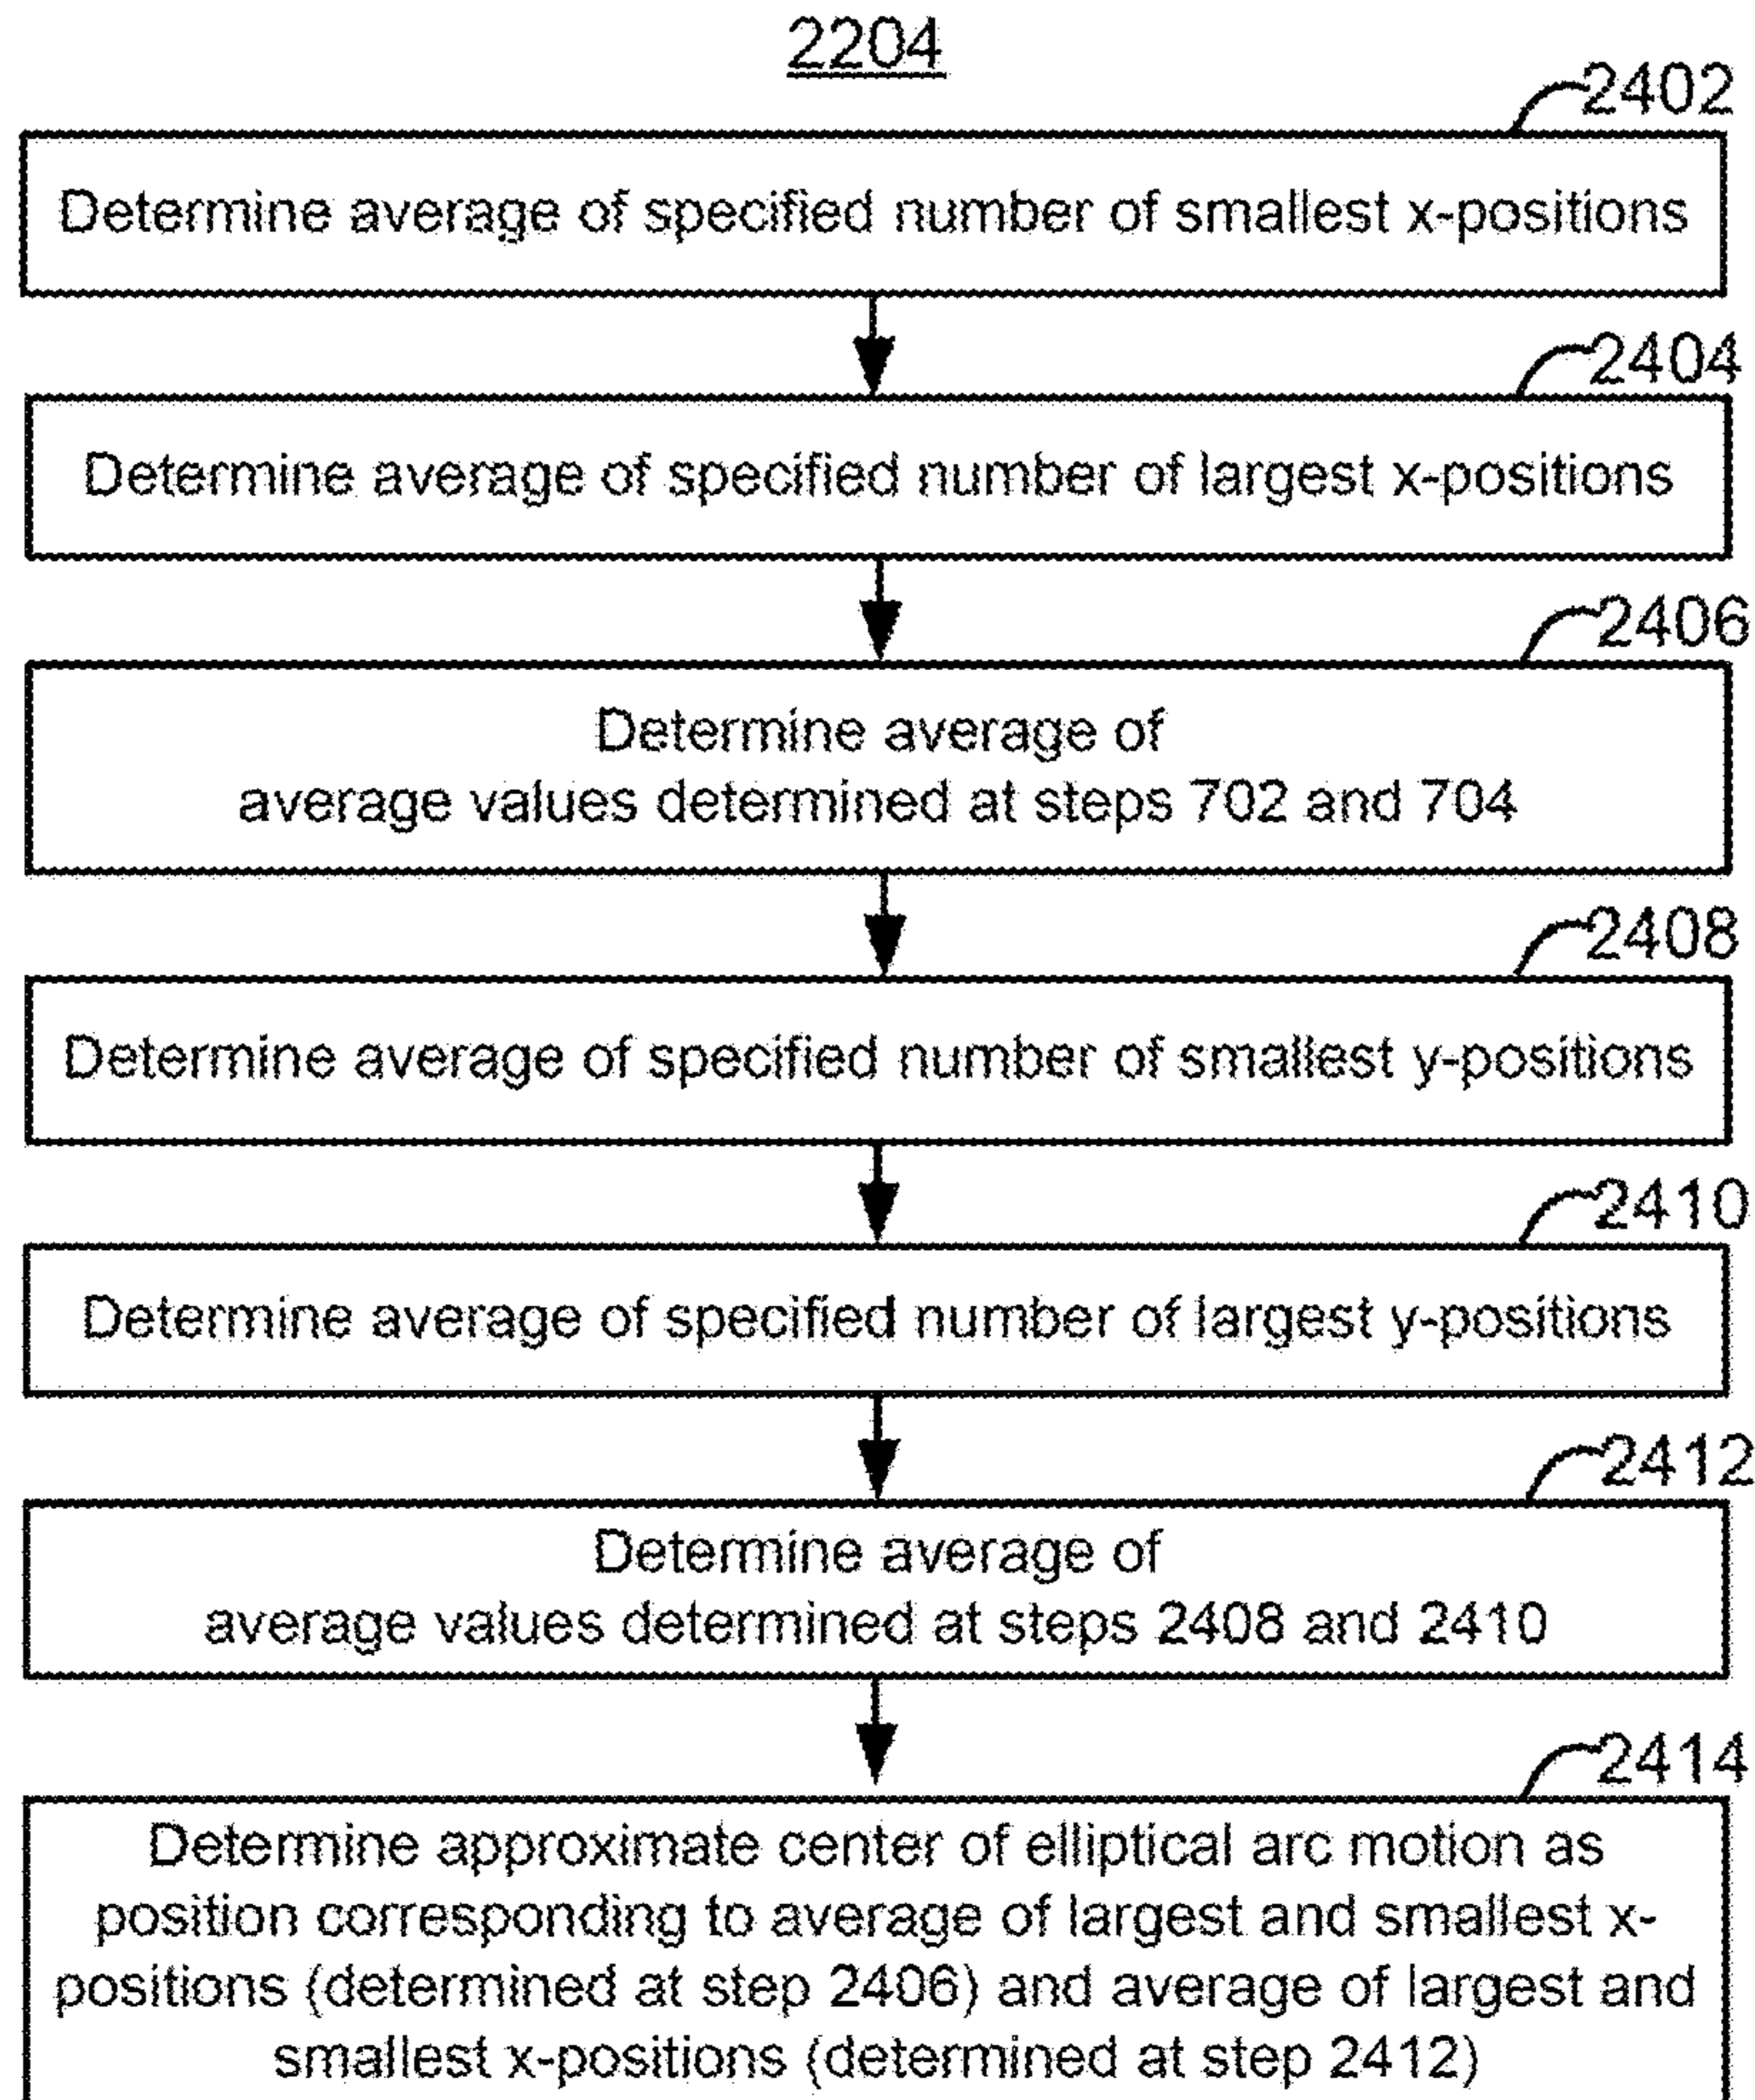 2204
2402
Determine average of specified number of smallest x-positions
2404
Determine average of specified number of largest x-positions
2406
Determine average of
average values determined at steps 702 and 704
2408
Determine average of specified number of smallest y-positions
2410
Determine average of specified number of largest y-positions
2412
Determine average of
average values determined at steps 2408 and 2410
2414
Determine approximate center of elliptical arc motion as
position corresponding to average of largest and smallest x-
positions (determined at step 2406) and average of largest and
smallest x-positions (determined at step 2412)